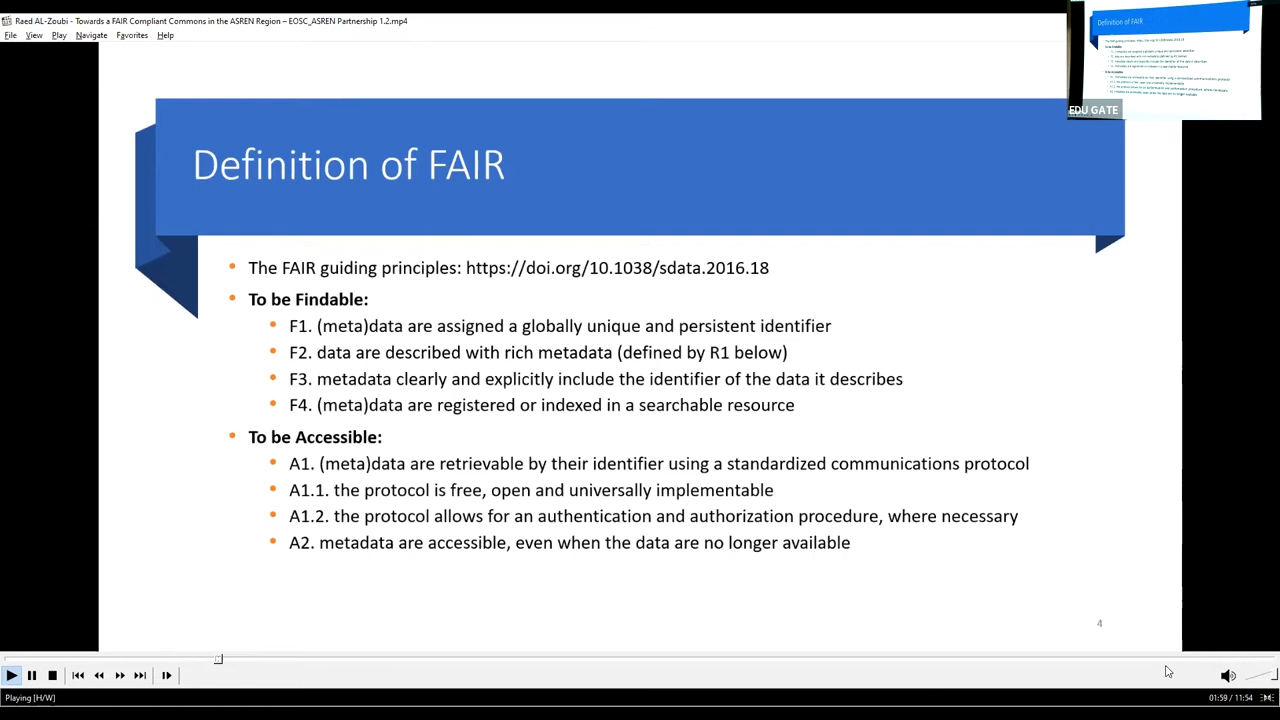 Raed AL-Zoubi - Towards a FAIR Compliant Commons in the ASREN Region – EOSC_ASREN Partnership 1.2.mp4
File View Play Navigate Favorites Help
Definition of FAIR
EDU GATE
Definition of FAIR
The FAIR guiding principles: https://doi.org/10.1038/sdata.2016.18
To be Findable:
F1. (meta)data are assigned a globally unique and persistent identifier
F2. data are described with rich metadata (defined by R1 below)
F3. metadata clearly and explicitly include the identifier of the data it describes
F4. (meta)data are registered or indexed in a searchable resource
To be Accessible:
A1. (meta)data are retrievable by their identifier using a standardized communications protocol
A1.1. the protocol is free, open and universally implementable
A1.2. the protocol allows for an authentication and authorization procedure, where necessary
A2. metadata are accessible, even when the data are no longer available
4
Playing [H/W]
01:59 / 11:54